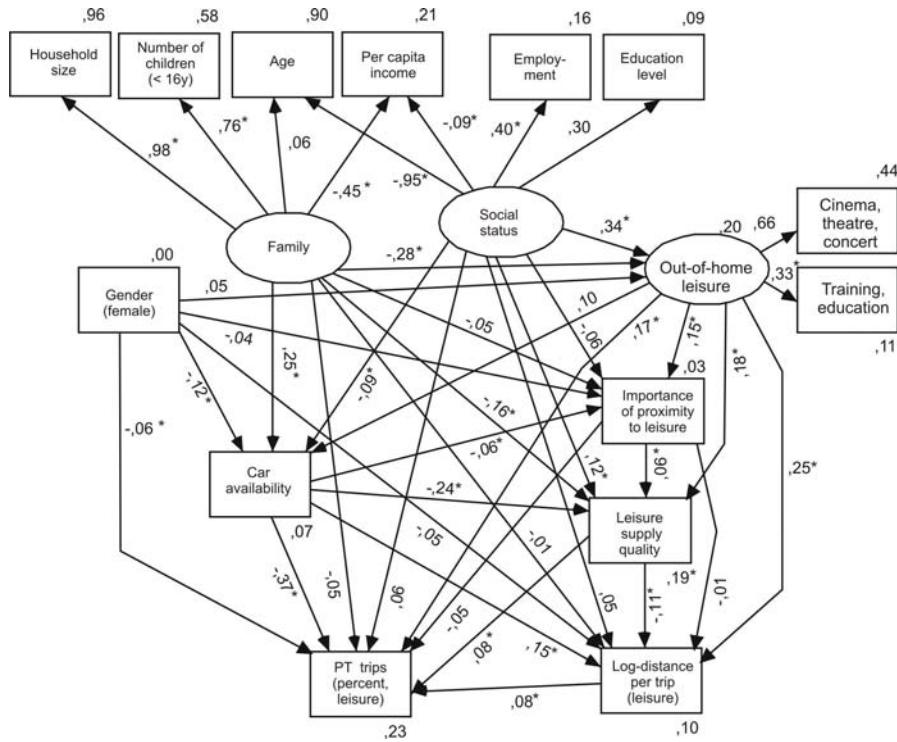 ,96
,58
,90
,21
,16
,09
Household
size
Number of
children
(< 16y)
Age
Per capita
income
Employ-
ment
Education
level
,98*
,76*
,06
-,45*
-,95*
-,09*
,40*
,30
,44
Cinema,
theatre,
concert
Family
Social
status
,34*
,20
,66
Out-of-home
leisure
,33*
Training,
education
,11
,00
Gender
(female)
,05
-,28*
-,04
-,05
-,06
,10
,17*
,15*
,18*
,03
Importance
of proximity
to leisure
-,12*
,25*
-,09*
-,16*
-,06*
-,06 *
,12*
,06*
,25*
Car
availability
,07
-,24*
Leisure
supply
quality
,19*
-,05
-,01
-,37*
-,05
,06
-,05
,08*
,15*
,05
-,11*
-,01
PT trips
(percent,
leisure)
,23
,08*
Log-distance
per trip
(leisure)
,10